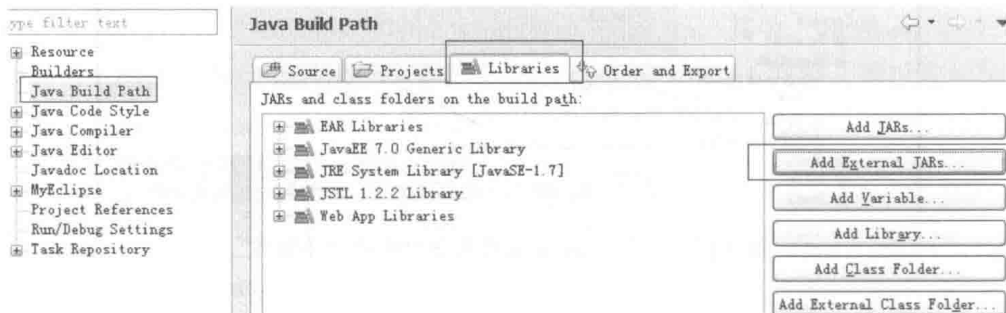 ype filter text
Resource
Builders
Java Build Path
Java Code Style
Java Compiler
Java Editor
Javadoc Location
MyEclipse
Project References
Run/Debug Settings
Task Repository
Java Build Path
Source Projects Libraries Order and Export
JARs and class folders on the build path:
EAR Libraries
JavaEE 7.0 Generic Library
JRE System Library [JavaSE-1.7]
JSTL 1.2.2 Library
Web App Libraries
Add JARs...
Add External JARs...
Add Variable...
Add Library...
Add Class Folder...
Add External Class Folder...